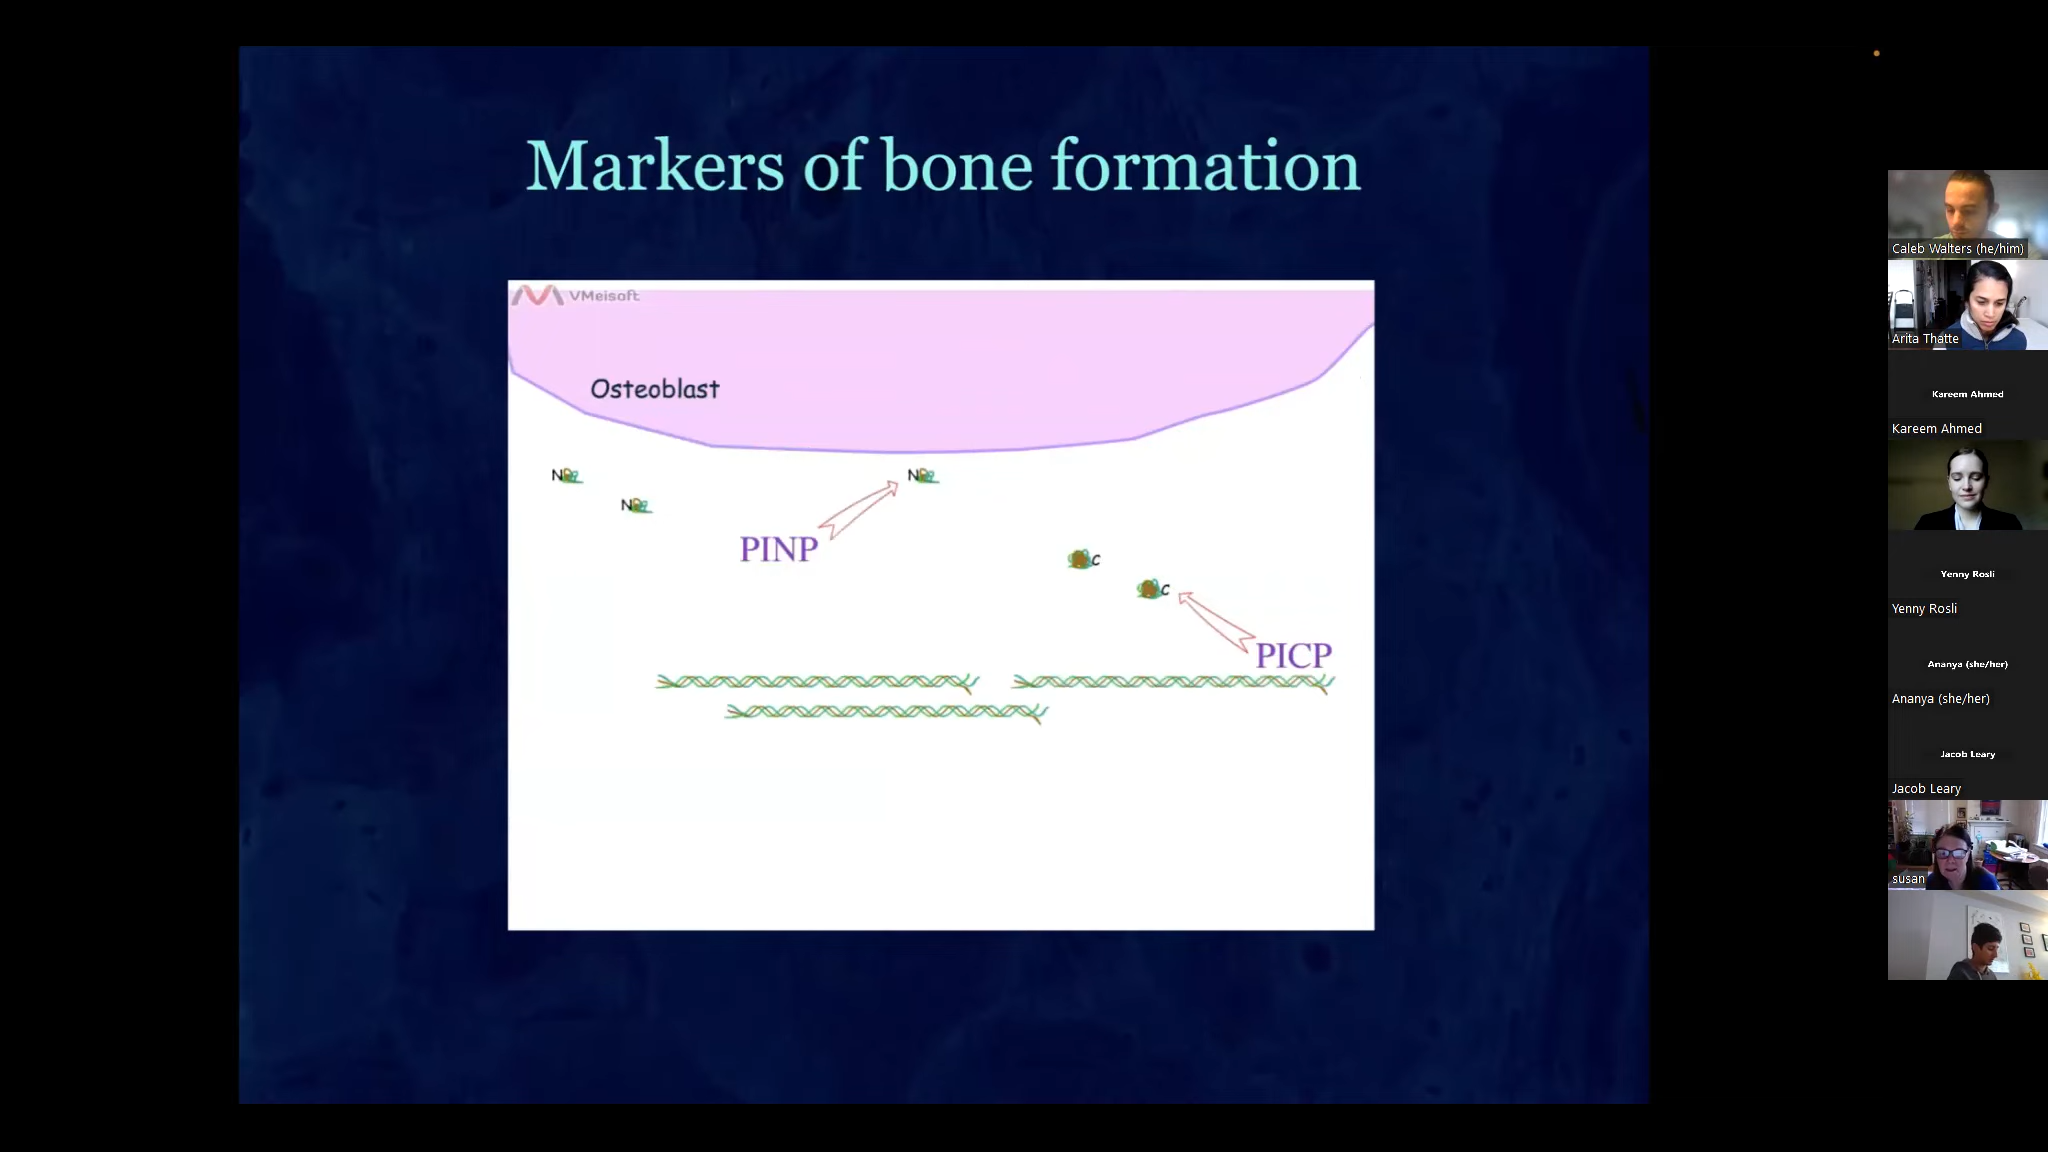 Markers of bone formation
VMeisoft
Osteoblast
N
N
N
PINP
C
C
PICP
Caleb Walters (he/him)
Arita Thatte
Kareem Ahmed
Kareem Ahmed
Yenny Rosli
Yenny Rosli
Ananya (she/her)
Ananya (she/her)
Jacob Leary
Jacob Leary
susan